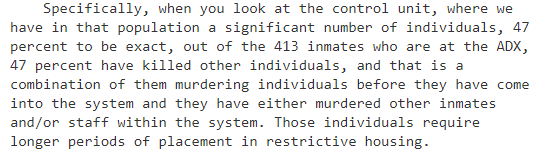 Specifically, when you look at the control unit, where we
have in that population a significant number of individuals, 47
percent to be exact, out of the 413 inmates who are at the ADX,
47 percent have killed other individuals, and that is a
combination of them murdering individuals before they have come
into the system and they have either murdered other inmates
and/or staff within the system. Those individuals require
longer periods of placement in restrictive housing.